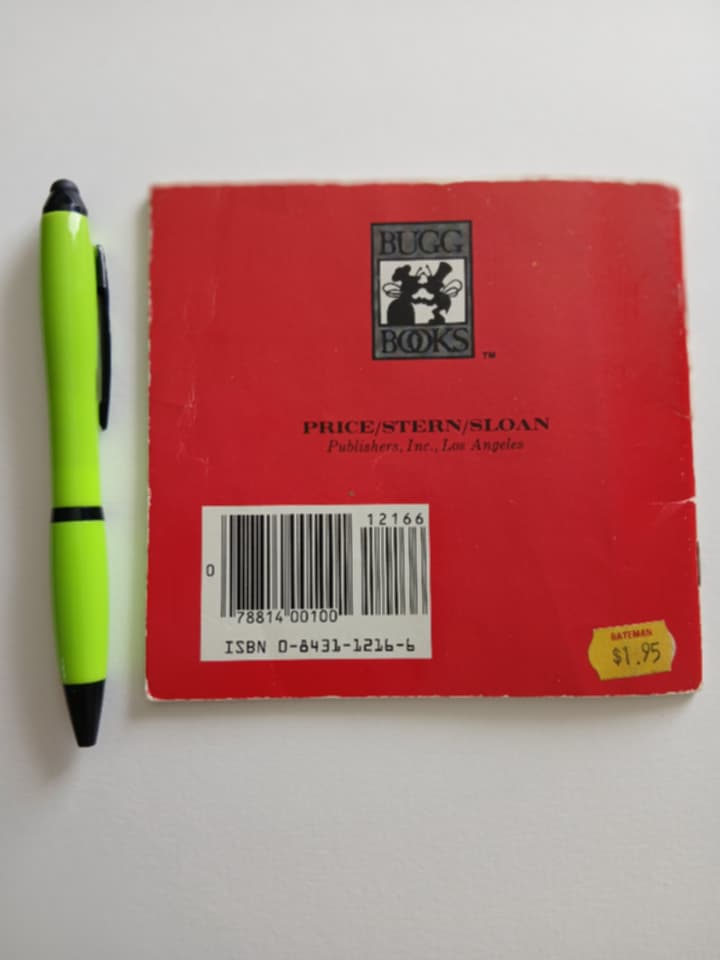 BUGG
BOOKS
TM
PRICE/STERN/SLOAN
Publishers, Inc., Los Angeles
12166
0
78814 00100
ISBN 0-8431-1216-6
BATEMAN
$1.95